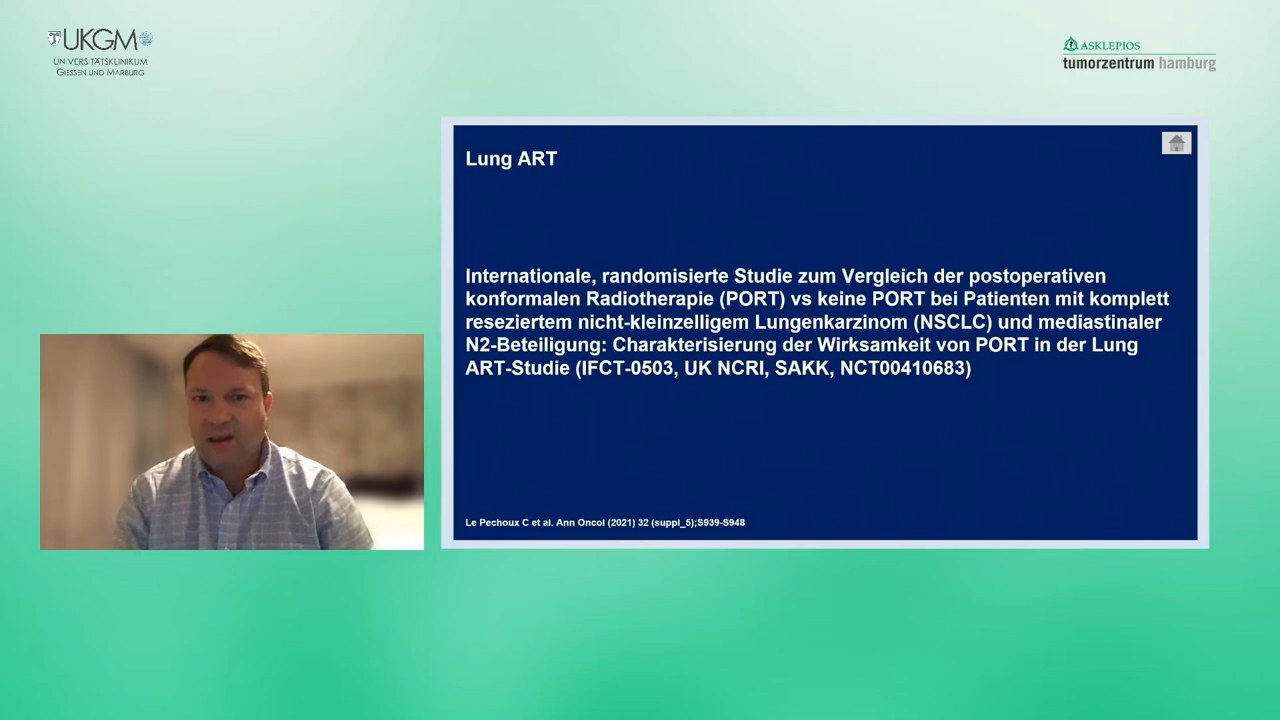 UKGM
UNIVERSITÄTSKLINIKUM
GIESSEN UND MARBURG
ASKLEPIOS
tumorzentrum hamburg
Lung ART
Internationale, randomisierte Studie zum Vergleich der postoperativen
konformalen Radiotherapie (PORT) vs keine PORT bei Patienten mit komplett
reseziertem nicht-kleinzelligem Lungenkarzinom (NSCLC) und mediastinaler
N2-Beteiligung: Charakterisierung der Wirksamkeit von PORT in der Lung
ART-Studie (IFCT-0503, UK NCRI, SAKK, NCT00410683)
Le Pechoux C et al. Ann Oncol (2021) 32 (suppl_5);S939-S948